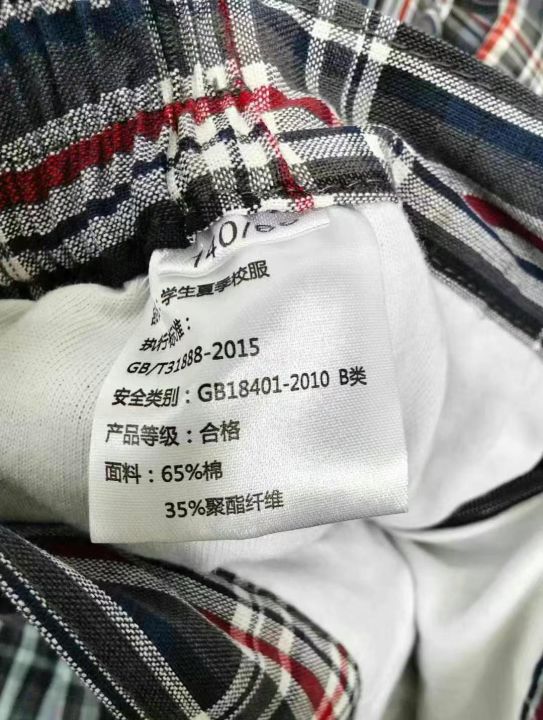 学生夏季校服
执行标准：
GB/T31888-2015
安全类别：GB18401-2010 B类
产品等级：合格
面料：65%棉
35%聚酯纤维